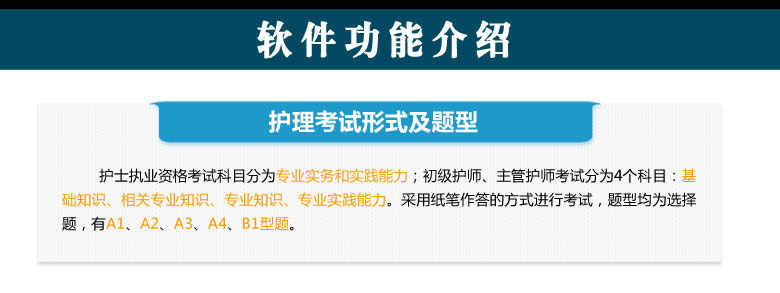 软件功能介绍
护理考试形式及题型
护士执业资格考试科目分为专业实务和实践能力；初级护师、主管护师考试分为4个科目：基
础知识、相关专业知识、专业知识、专业实践能力。采用纸笔作答的方式进行考试，题型均为选择
题，有A1、A2、A3、A4、B1型题。